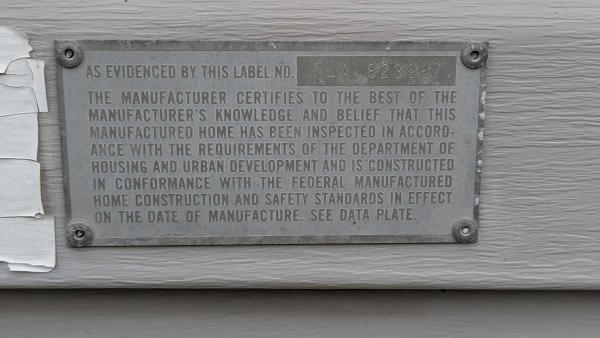 AS EVIDENCED BY THIS LABEL NO.
THE MANUFACTURER CERTIFIES TO THE BEST OF THE
MANUFACTURER'S KNOWLEDGE AND BELIEF THAT THIS
MANUFACTURED HOME HAS BEEN INSPECTED IN ACCORD-
ANCE WITH THE REQUIREMENTS OF THE DEPARTMENT OF
HOUSING AND URBAN DEVELOPMENT AND IS CONSTRUCTED
IN CONFORMANCE WITH THE FEDERAL MANUFACTURED
HOME CONSTRUCTION AND SAFETY STANDARDS IN EFFECT
ON THE DATE OF MANUFACTURE. SEE DATA PLATE.